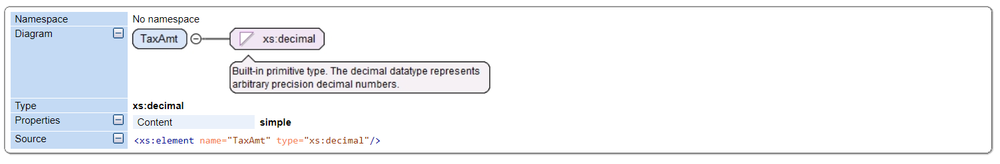 Namespace No namespace
Diagram
TaxAmt xs:decimal
Built-in primitive type. The decimal datatype represents
arbitrary precision decimal numbers.
Type xs:decimal
Properties Content simple
Source <xs:element name="TaxAmt" type="xs:decimal"/>